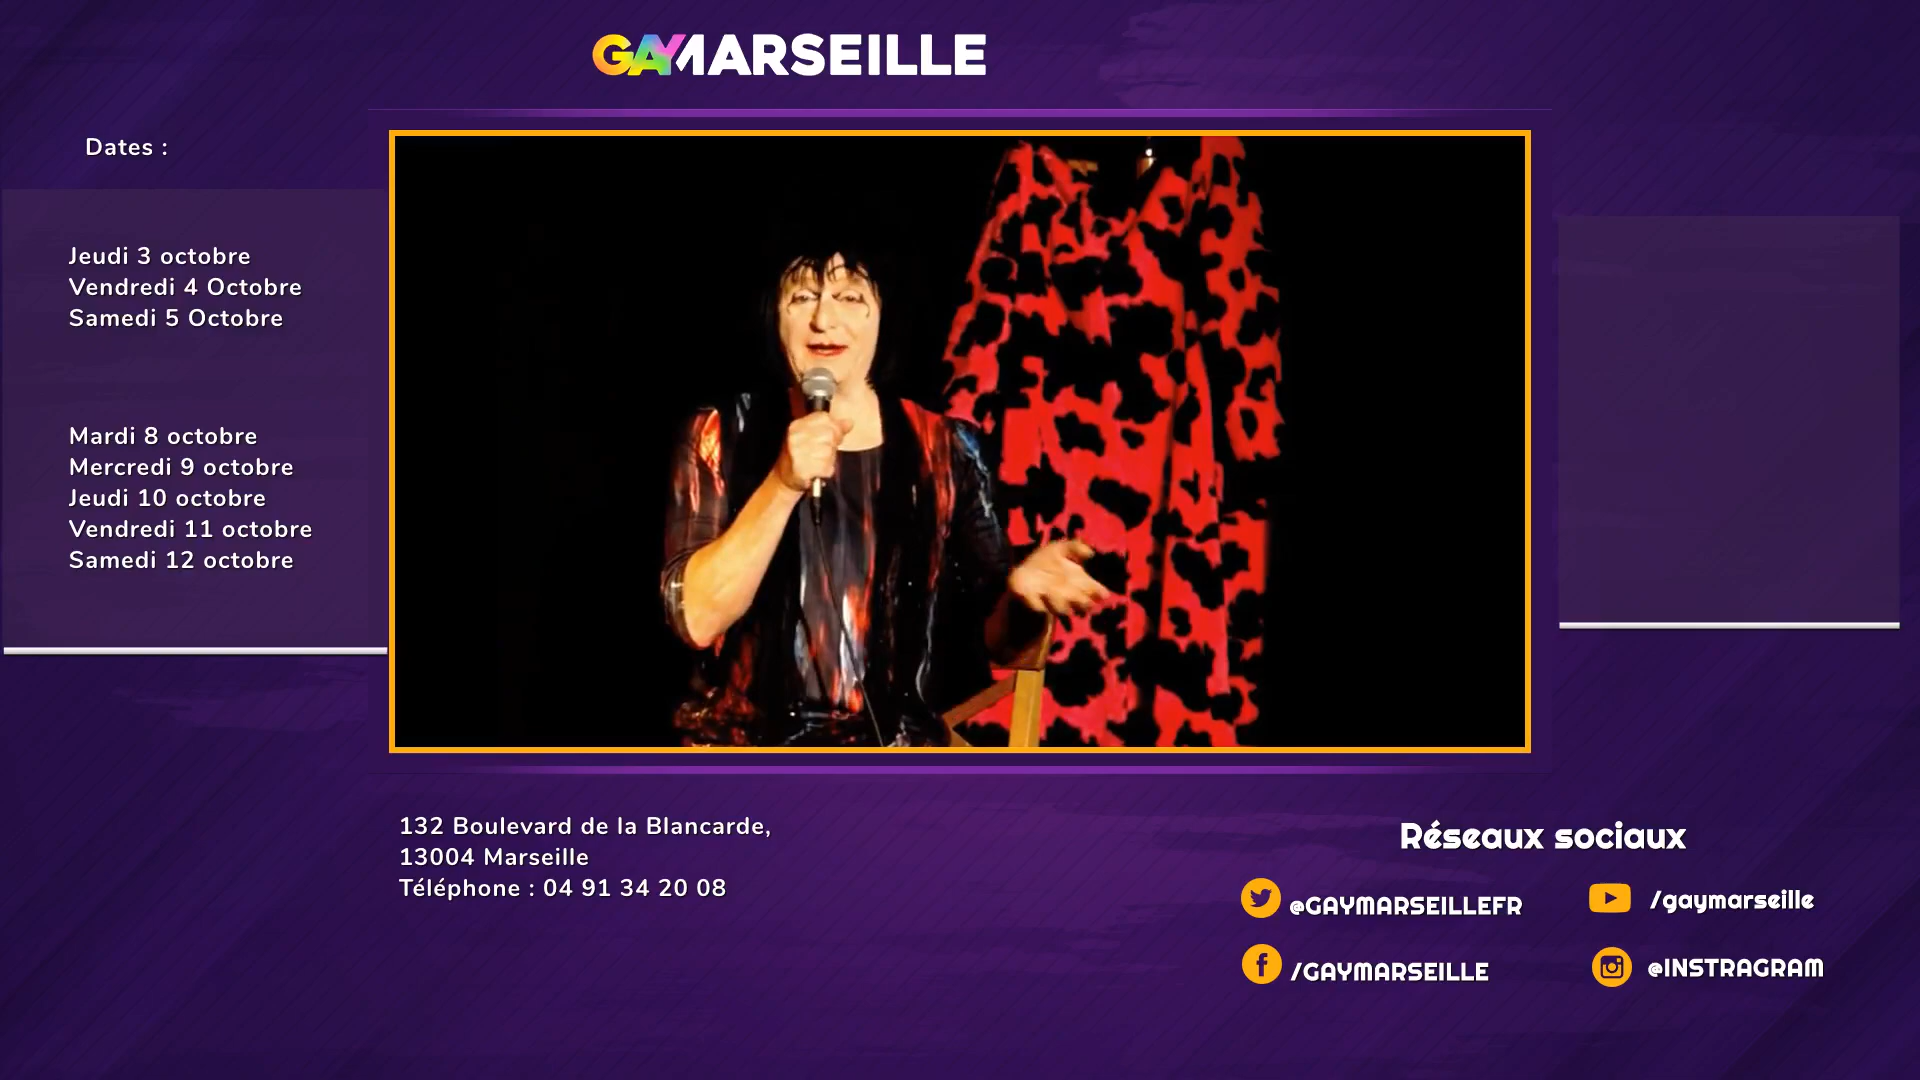 GAYMARSEILLE
Dates :
Jeudi 3 octobre
Vendredi 4 Octobre
Samedi 5 Octobre
Mardi 8 octobre
Mercredi 9 octobre
Jeudi 10 octobre
Vendredi 11 octobre
Samedi 12 octobre
132 Boulevard de la Blancarde,
13004 Marseille
Téléphone : 04 91 34 20 08
Réseaux sociaux
@GAYMARSEILLEFR
/gaymarseille
/GAYMARSEILLE
@INSTRAGRAM